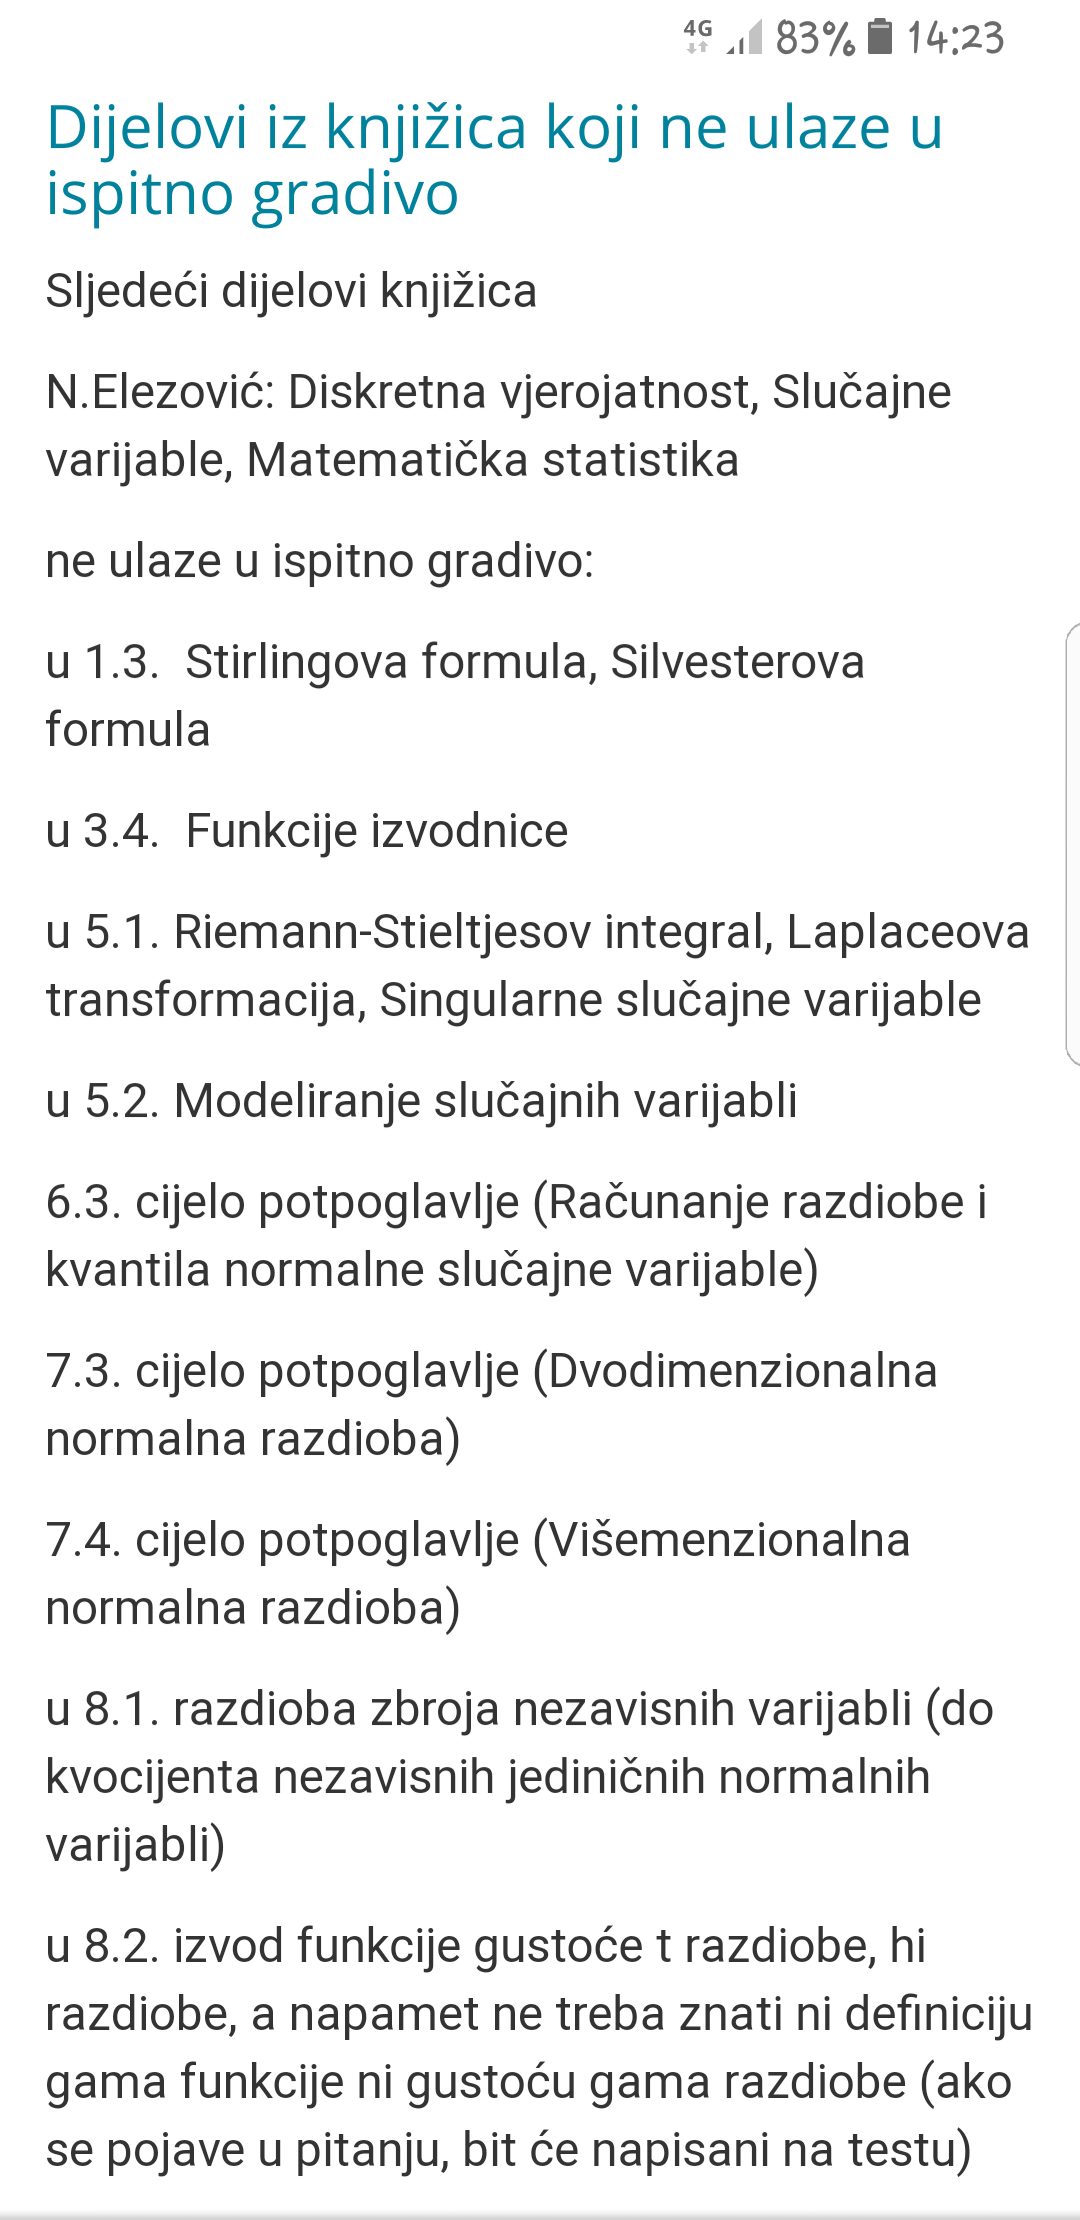 4G 83% 14:23
Dijelovi iz knjižica koji ne ulaze u
ispitno gradivo
Sljedeći dijelovi knjižica
N.Elezović: Diskretna vjerojatnost, Slučajne
varijable, Matematička statistika
ne ulaze u ispitno gradivo:
u 1.3.  Stirlingova formula, Silvesterova
formula
u 3.4.  Funkcije izvodnice
u 5.1. Riemann-Stieltjesov integral, Laplaceova
transformacija, Singularne slučajne varijable
u 5.2. Modeliranje slučajnih varijabli
6.3. cijelo potpoglavlje (Računanje razdiobe i
kvantila normalne slučajne varijable)
7.3. cijelo potpoglavlje (Dvodimenzionalna
normalna razdioba)
7.4. cijelo potpoglavlje (Višemenzionalna
normalna razdioba)
u 8.1. razdioba zbroja nezavisnih varijabli (do
kvocijenta nezavisnih jediničnih normalnih
varijabli)
u 8.2. izvod funkcije gustoće t razdiobe, hi
razdiobe, a napamet ne treba znati ni definiciju
gama funkcije ni gustoću gama razdiobe (ako
se pojave u pitanju, bit će napisani na testu)